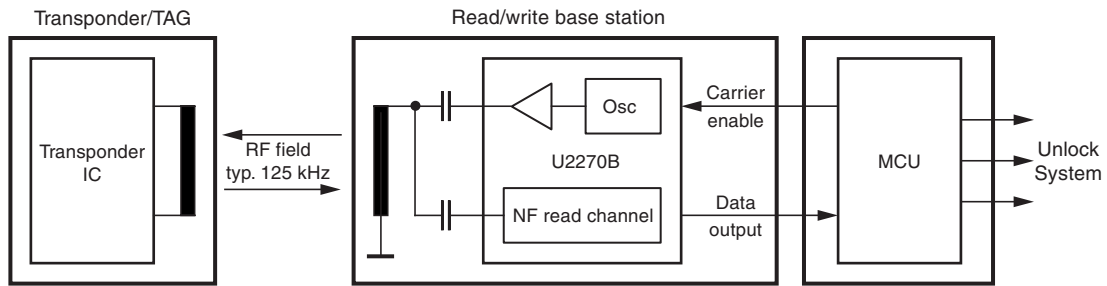 Transponder/TAG
Read/write base station
Transponder
IC
RF field
typ. 125 kHz
Osc
U2270B
NF read channel
Carrier
enable
Data
output
MCU
Unlock
System